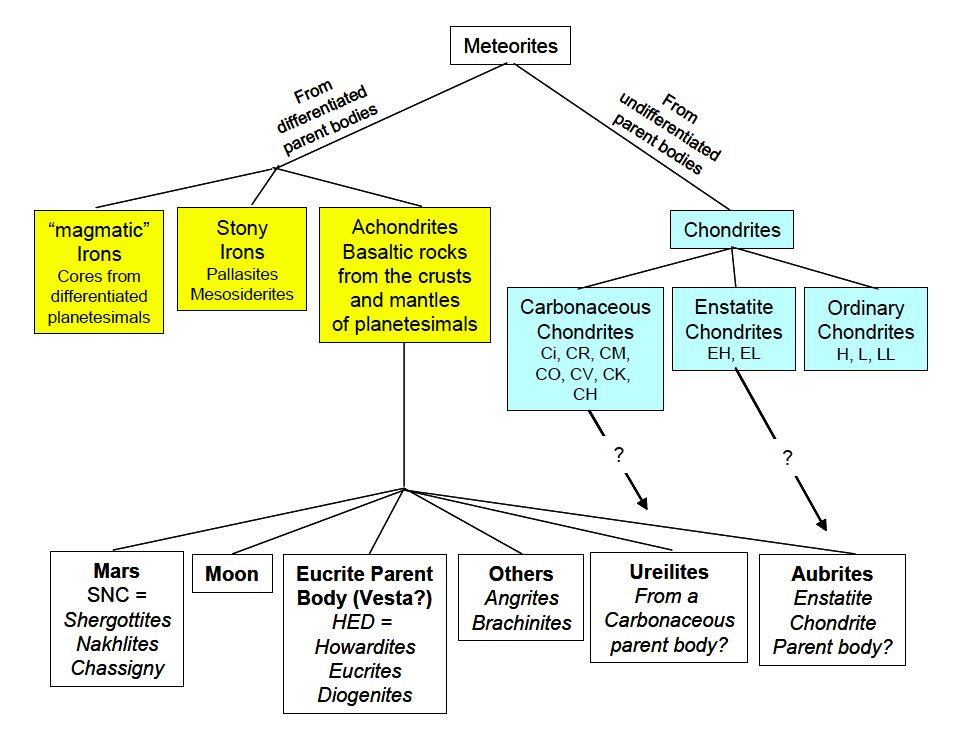 Meteorites
From
differentiated
parent bodies
From
undifferentiated
parent bodies
“magmatic”
Irons
Cores from
differentiated
planetesimals
Stony
Irons
Pallasites
Mesosiderites
Achondrites
Basaltic rocks
from the crusts
and mantles
of planetesimals
Chondrites
Carbonaceous
Chondrites
Ci, CR, CM,
CO, CV, CK,
CH
Enstatite
Chondrites
EH, EL
Ordinary
Chondrites
H, L, LL
?
?
Mars
SNC =
Shergottites
Nakhlites
Chassigny
Moon
Eucrite Parent
Body (Vesta?)
HED =
Howardites
Eucrites
Diogenites
Others
Angrites
Brachinites
Ureilites
From a
Carbonaceous
parent body?
Aubrites
Enstatite
Chondrite
Parent body?